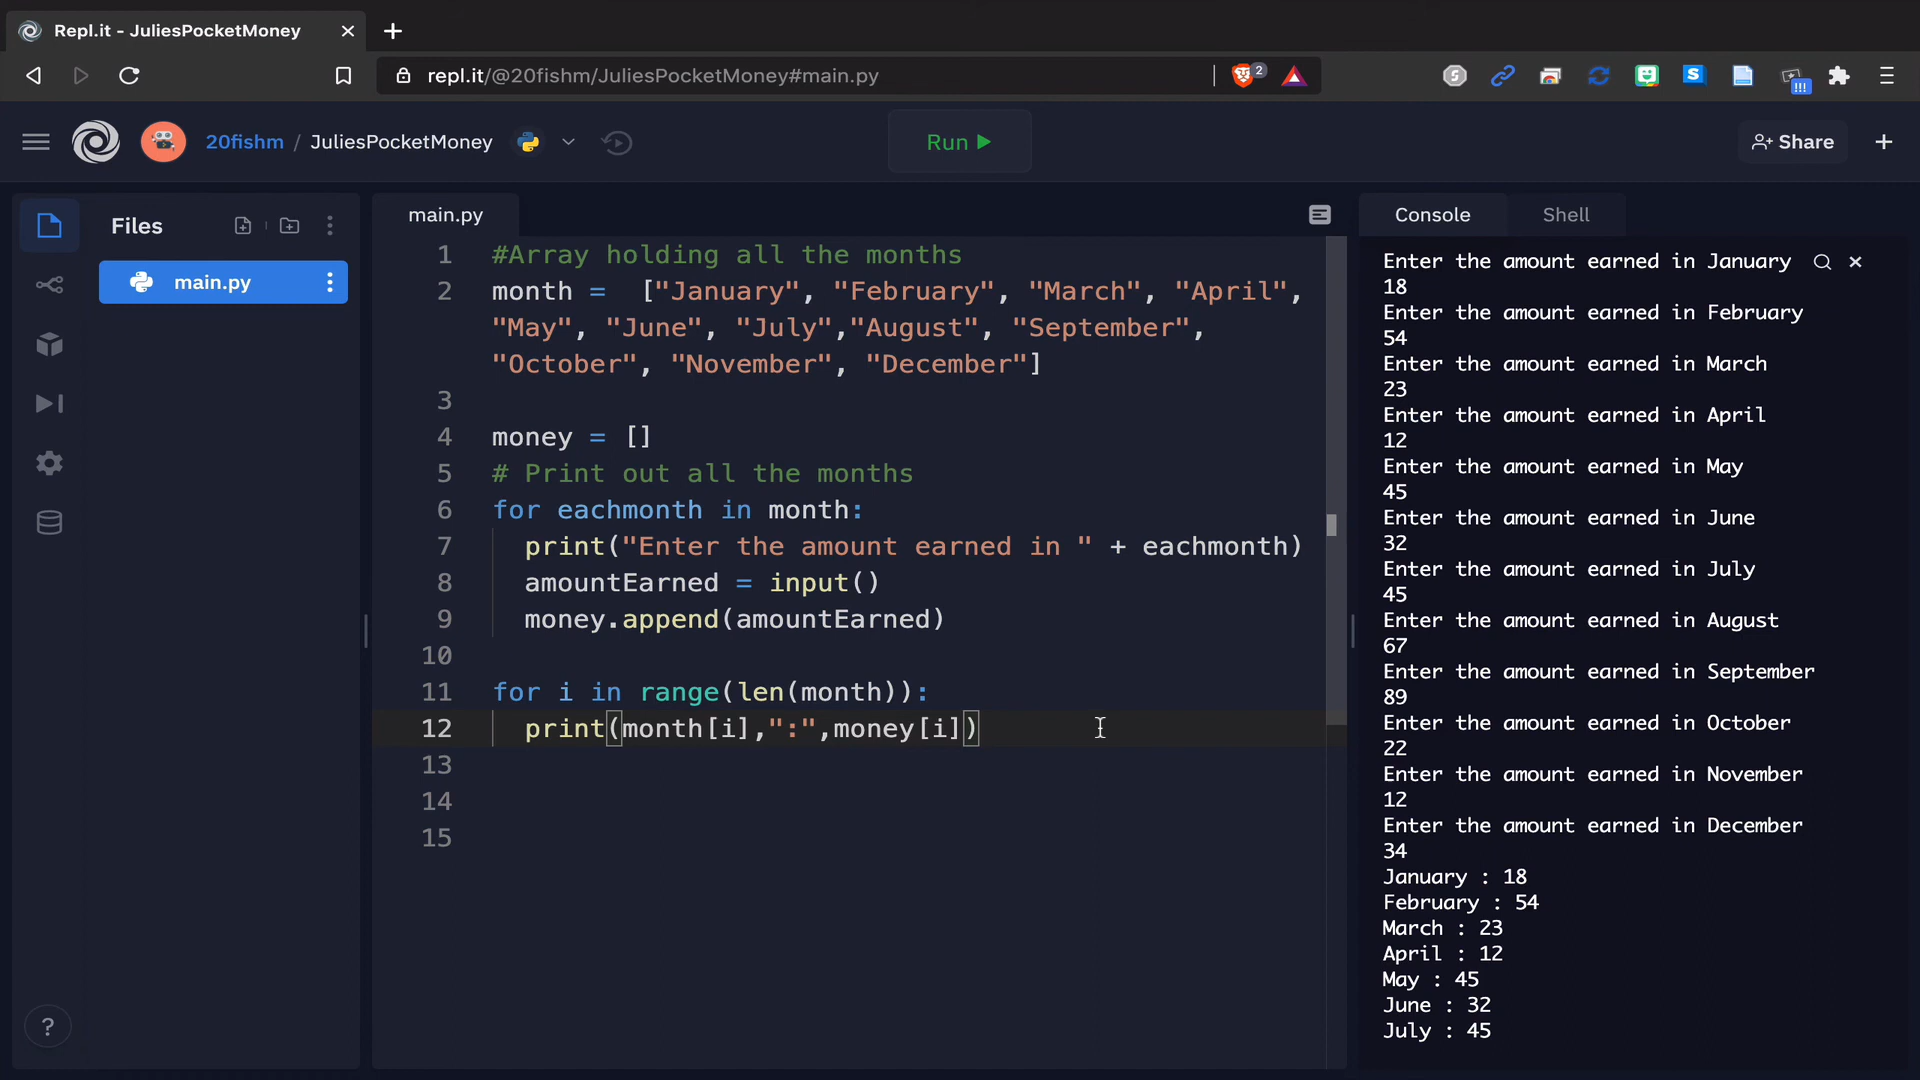 Repl.it - JuliesPocketMoney
repl.it/@20fishm/JuliesPocketMoney#main.py
2
S
S
!!!
20fishm / JuliesPocketMoney
Run
Share
Files
main.py
main.py
1 #Array holding all the months
2 month =  ["January", "February", "March", "April",
"May", "June", "July","August", "September",
"October", "November", "December"]
3
4 money = []
5 # Print out all the months
6 for eachmonth in month:
7   print("Enter the amount earned in " + eachmonth)
8   amountEarned = input()
9   money.append(amountEarned)
10
11 for i in range(len(month)):
12   print(month[i],":",money[i])
13
14
15
?
Console Shell
Enter the amount earned in January
18
Enter the amount earned in February
54
Enter the amount earned in March
23
Enter the amount earned in April
12
Enter the amount earned in May
45
Enter the amount earned in June
32
Enter the amount earned in July
45
Enter the amount earned in August
67
Enter the amount earned in September
89
Enter the amount earned in October
22
Enter the amount earned in November
12
Enter the amount earned in December
34
January : 18
February : 54
March : 23
April : 12
May : 45
June : 32
July : 45